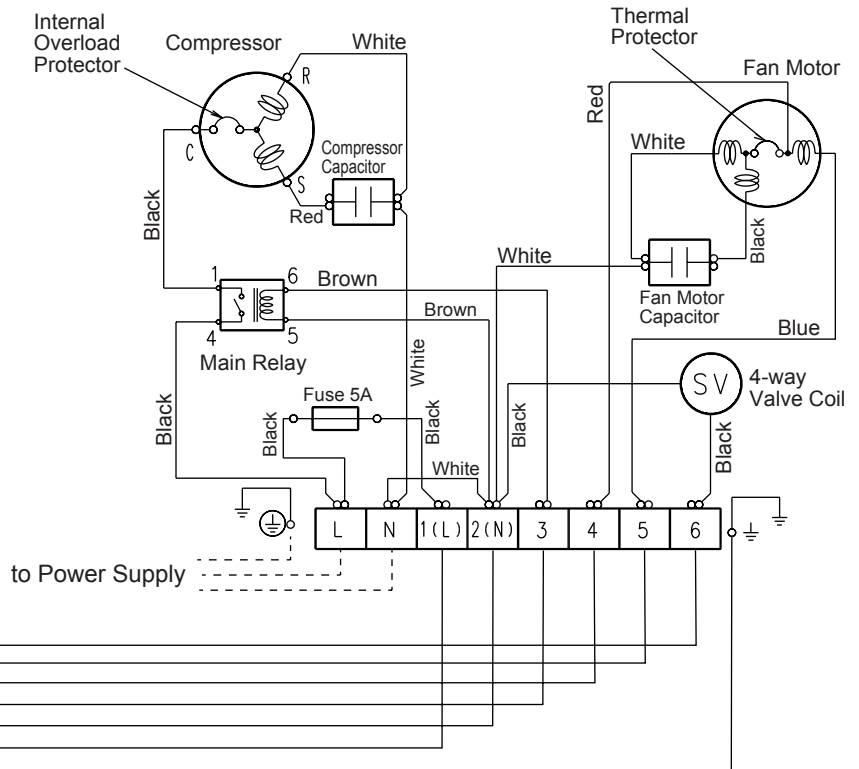 Internal
Overload
Protector
Compressor
White
Thermal
Protector
Fan Motor
R
C
S
Compressor
Capacitor
Red
Red
White
Black
Black
White
Fan Motor
Capacitor
1
6
Brown
4
5
Brown
Main Relay
Blue
White
Fuse 5A
SV
4-way
Valve Coil
Black
Black
Black
Black
Black
White
L
N
1(L)
2(N)
3
4
5
6
to Power Supply